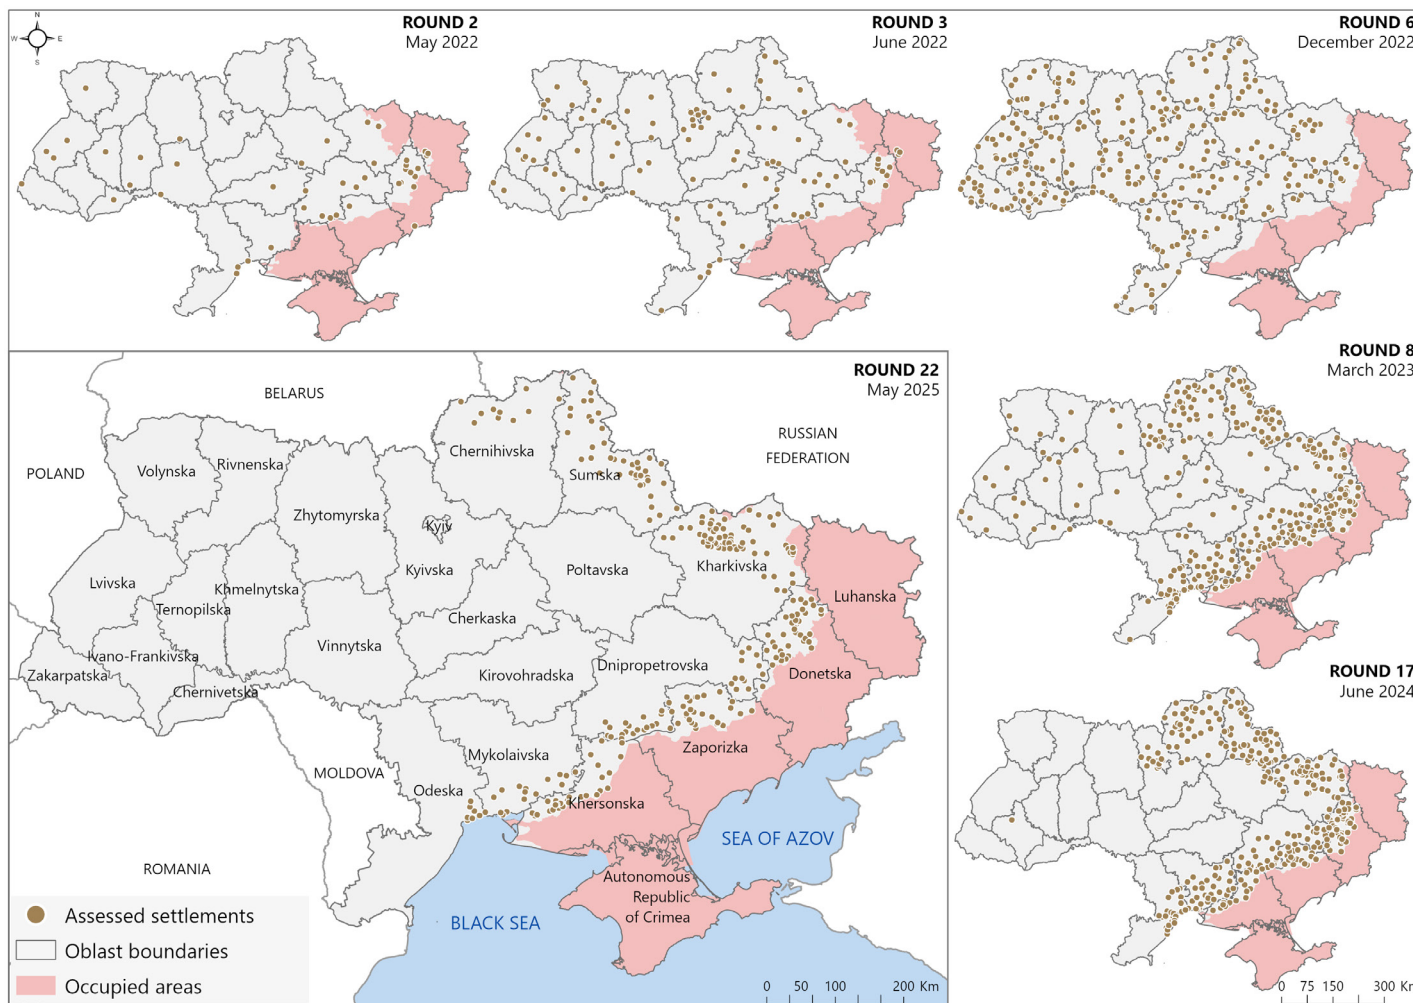 N
W E
S
ROUND 2
May 2022
ROUND 3
June 2022
ROUND 6
December 2022
ROUND 8
March 2023
ROUND 17
June 2024
0 75 150 300 Km
ROUND 22
May 2025
BELARUS
RUSSIAN
FEDERATION
POLAND
Chernihivska
Volynska
Rivnenska
Sumska
Zhytomyrska
Kyiv
Kyivska
Poltavska
Kharkivska
Lvivska
Khmelnytska
Ternopilska
Luhanska
Cherkaska
Vinnytska
Ivano-Frankivska
Zakarpatska
Chernivetska
Kirovohradska
Dnipropetrovska
Donetska
Mykolaivska
Zaporizka
MOLDOVA
Odeska
Khersonska
SEA OF AZOV
ROMANIA
Autonomous
Republic
of Crimea
BLACK SEA
Assessed settlements
Oblast boundaries
Occupied areas
0 50 100 200 Km